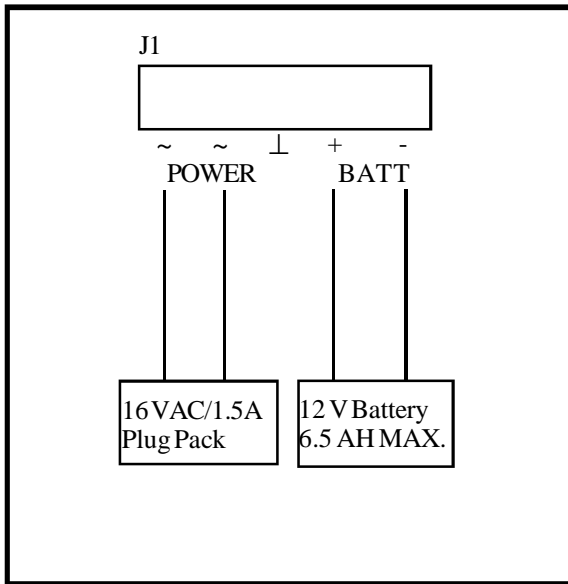 J1
~ ~ ⊥ + -
POWER BATT
16 VAC/1.5A
Plug Pack
12 V Battery
6.5 AH MAX.